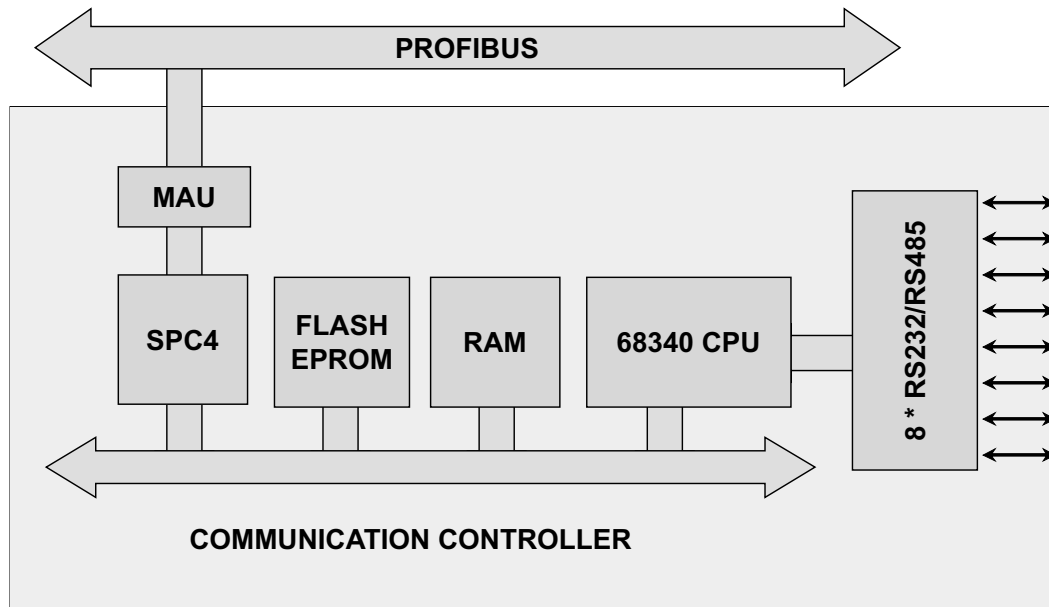 PROFIBUS
MAU
SPC4
FLASH
EPROM
RAM
68340 CPU
8 * RS232/RS485
COMMUNICATION CONTROLLER